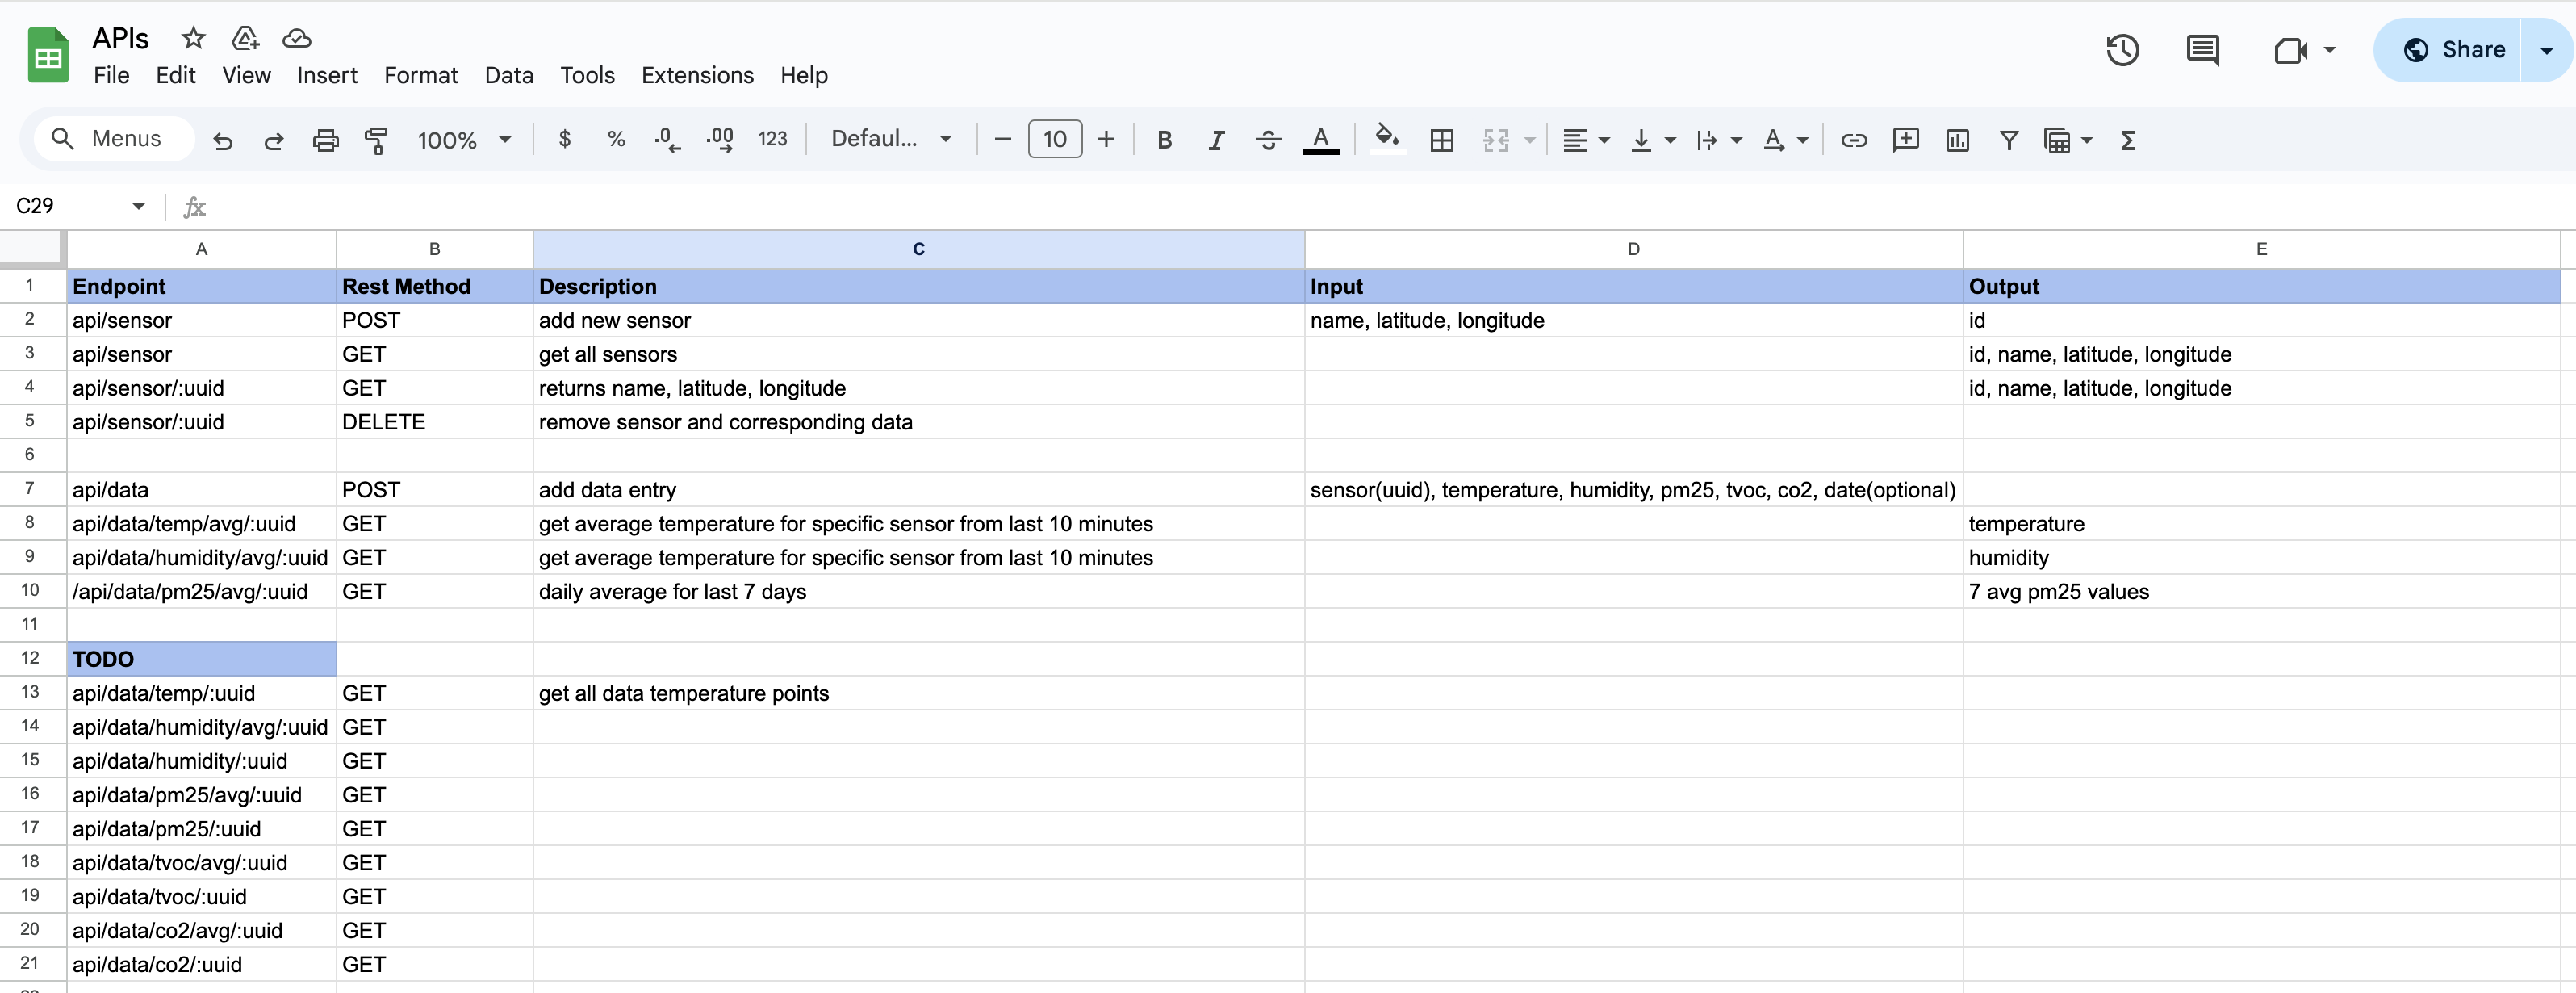 APIs
File Edit View Insert Format Data Tools Extensions Help
Share
Menus 100% $ % .0 .00 123 Defaul... 10 B I A Σ
C29 fx
A B C D E
1 Endpoint Rest Method Description Input Output
2 api/sensor POST add new sensor name, latitude, longitude id
3 api/sensor GET get all sensors id, name, latitude, longitude
4 api/sensor/:uuid GET returns name, latitude, longitude id, name, latitude, longitude
5 api/sensor/:uuid DELETE remove sensor and corresponding data
6
7 api/data POST add data entry sensor(uuid), temperature, humidity, pm25, tvoc, co2, date(optional)
8 api/data/temp/avg/:uuid GET get average temperature for specific sensor from last 10 minutes temperature
9 api/data/humidity/avg/:uuid GET get average temperature for specific sensor from last 10 minutes humidity
10 /api/data/pm25/avg/:uuid GET daily average for last 7 days 7 avg pm25 values
11
12 TODO
13 api/data/temp/:uuid GET get all data temperature points
14 api/data/humidity/avg/:uuid GET
15 api/data/humidity/:uuid GET
16 api/data/pm25/avg/:uuid GET
17 api/data/pm25/:uuid GET
18 api/data/tvoc/avg/:uuid GET
19 api/data/tvoc/:uuid GET
20 api/data/co2/avg/:uuid GET
21 api/data/co2/:uuid GET